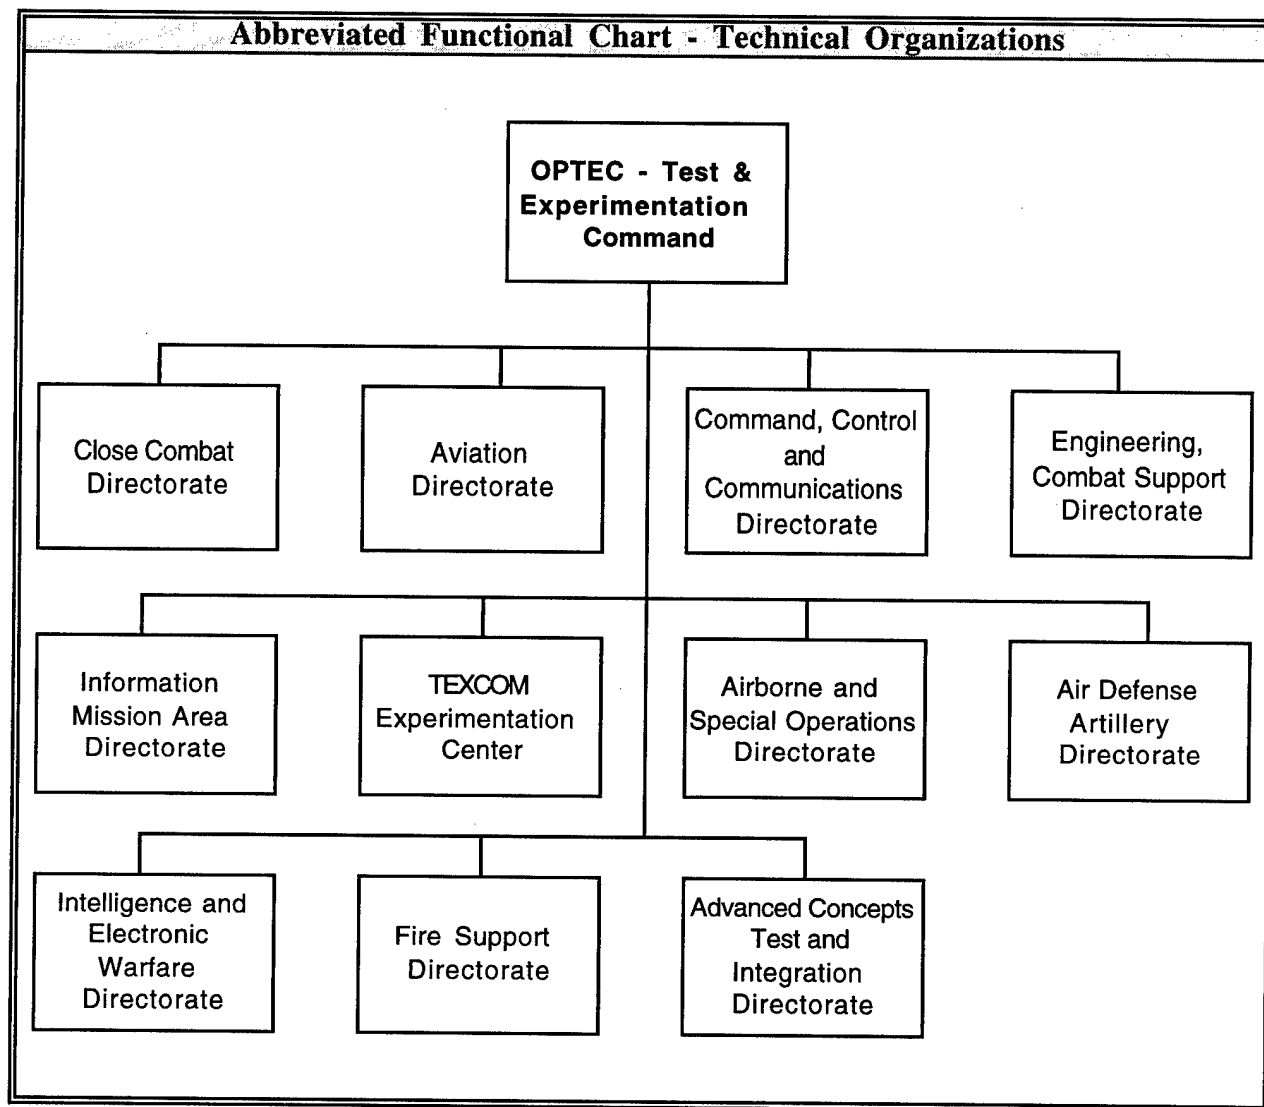 Abbreviated Functional Chart - Technical Organizations
OPTEC - Test &
Experimentation
Command
Close Combat
Directorate
Aviation
Directorate
Command, Control
and
Communications
Directorate
Engineering,
Combat Support
Directorate
Information
Mission Area
Directorate
TEXCOM
Experimentation
Center
Airborne and
Special Operations
Directorate
Air Defense
Artillery
Directorate
Intelligence and
Electronic
Warfare
Directorate
Fire Support
Directorate
Advanced Concepts
Test and
Integration
Directorate